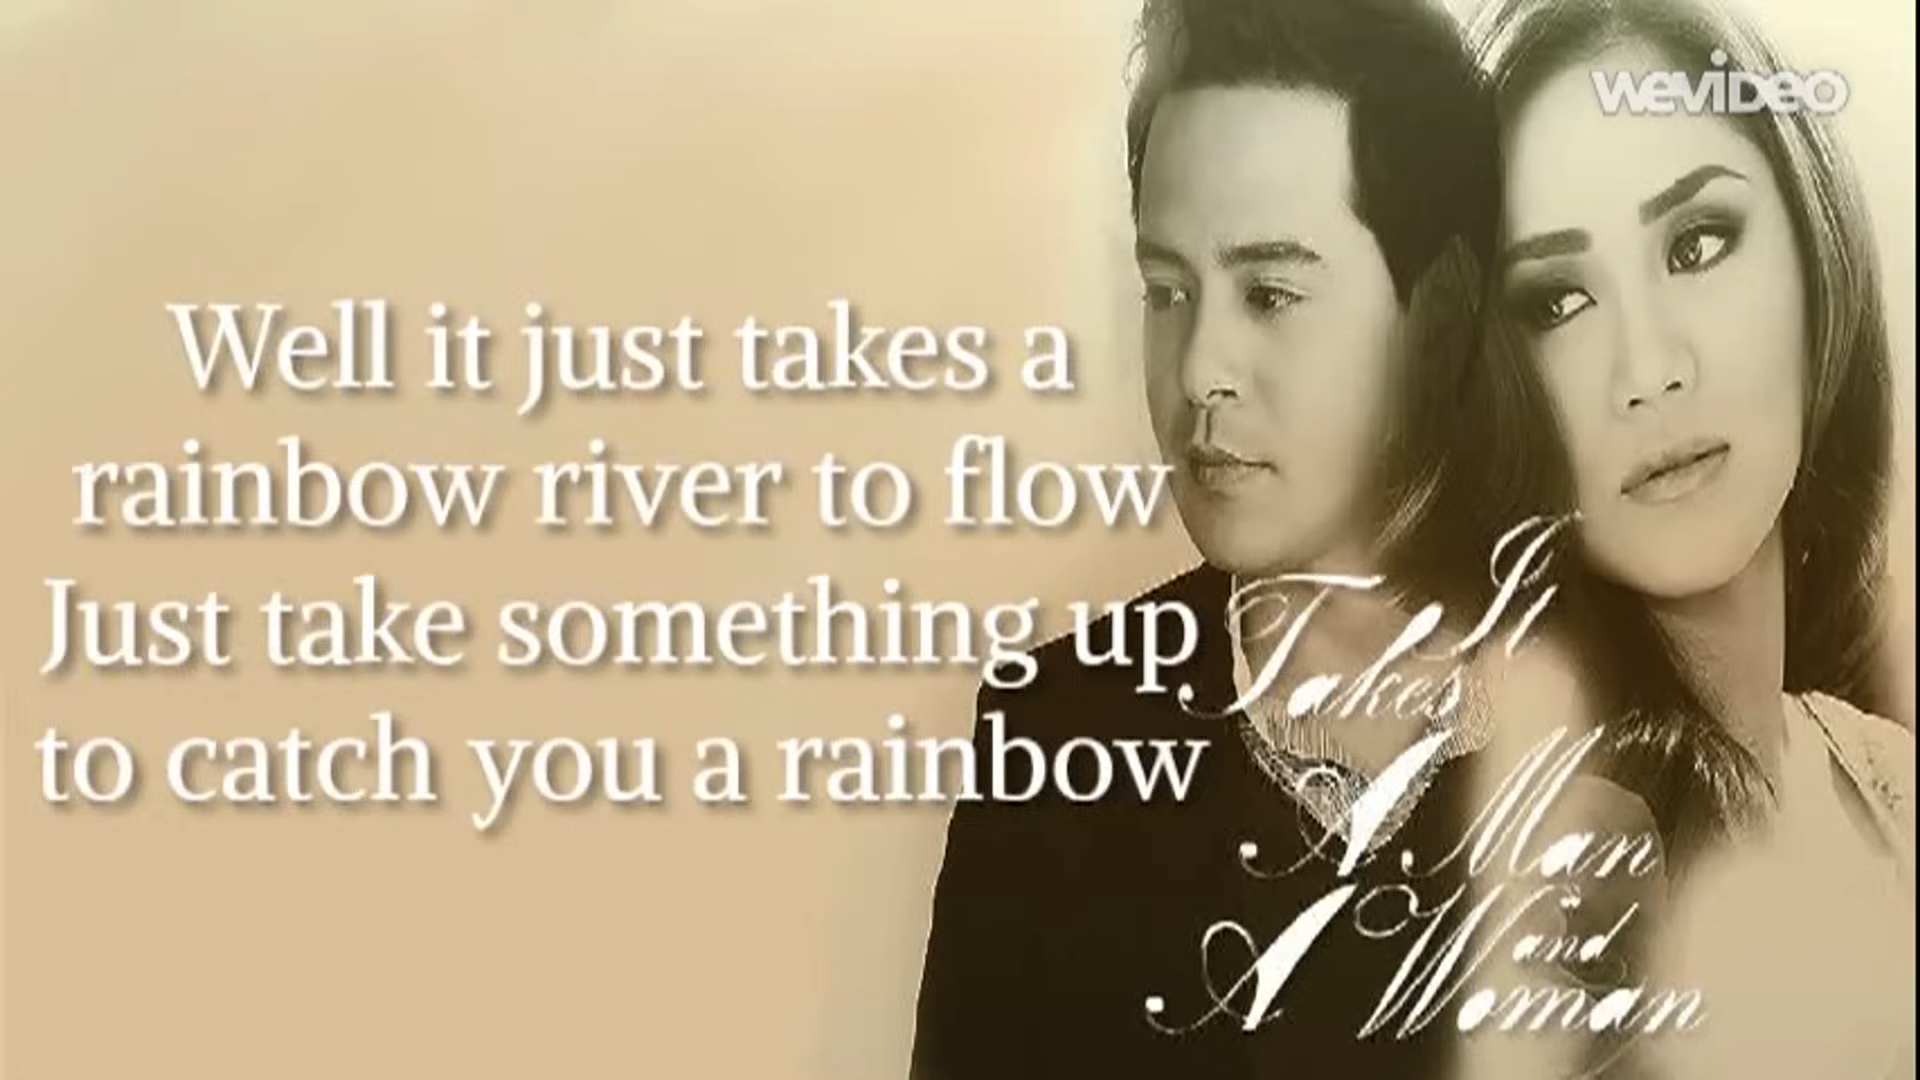 WEVIDEO
Well it just takes a
rainbow river to flow
Just take something up
to catch you a rainbow
It
Takes
A Man
and
A Woman